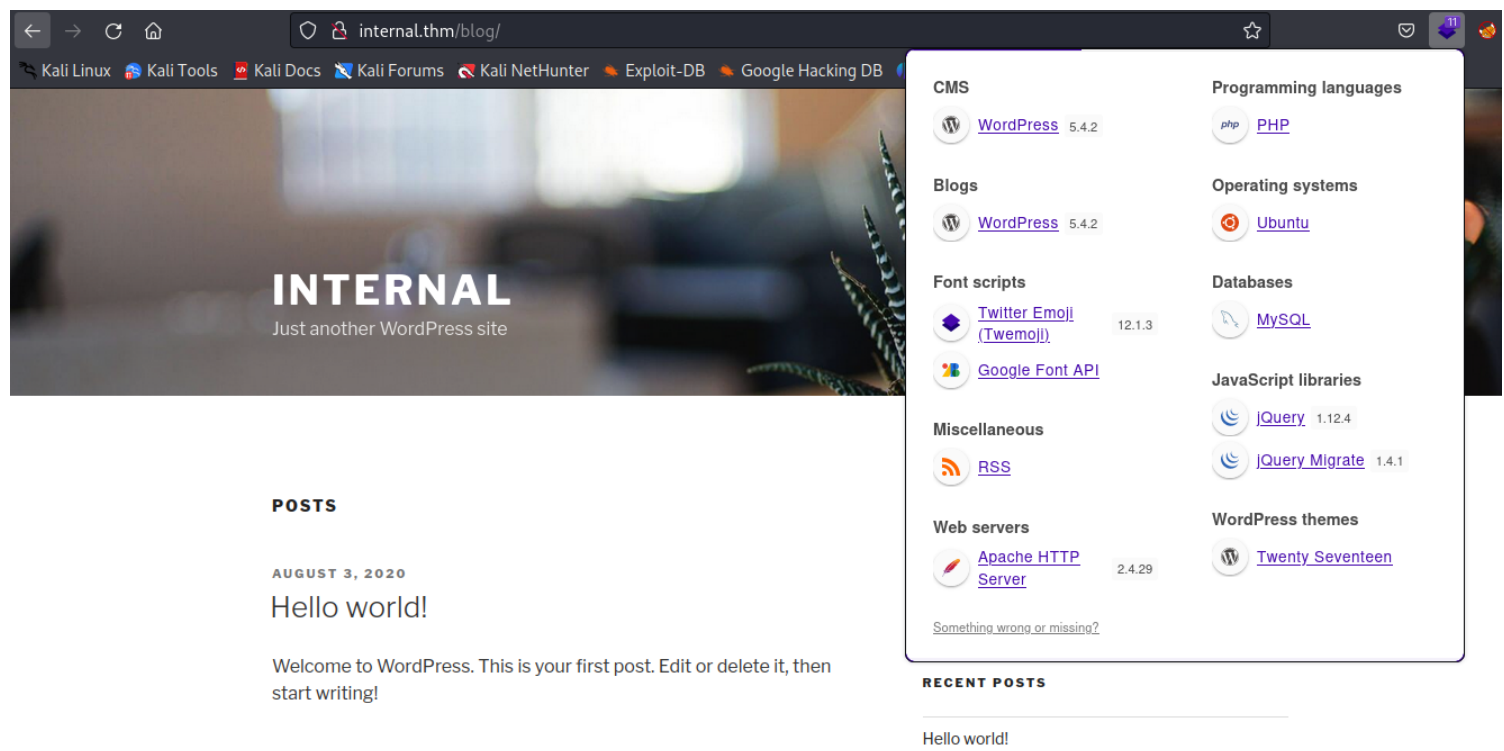 internal.thm/blog/
11
Kali Linux Kali Tools Kali Docs Kali Forums Kali NetHunter Exploit-DB Google Hacking DB
INTERNAL
Just another WordPress site
POSTS
AUGUST 3, 2020
Hello world!
Welcome to WordPress. This is your first post. Edit or delete it, then
start writing!
CMS
WordPress 5.4.2
Blogs
WordPress 5.4.2
Font scripts
Twitter Emoji
(Twemoji) 12.1.3
Google Font API
Miscellaneous
RSS
Web servers
Apache HTTP
Server 2.4.29
Programming languages
php PHP
Operating systems
Ubuntu
Databases
MySQL
JavaScript libraries
jQuery 1.12.4
jQuery Migrate 1.4.1
WordPress themes
Twenty Seventeen
Something wrong or missing?
RECENT POSTS
Hello world!